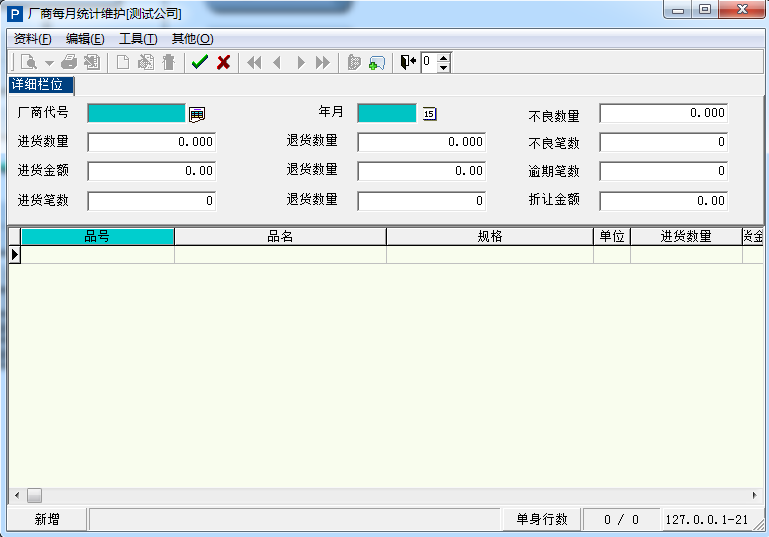 P 厂商每月统计维护[测试公司]
资料(F) 编辑(E) 工具(T) 其他(O)
0
详细栏位
厂商代号 年月 15 不良数量 0.000
进货数量 0.000 退货数量 0.000 不良笔数 0
进货金额 0.00 退货数量 0.00 逾期笔数 0
进货笔数 0 退货数量 0 折让金额 0.00
品号 品名 规格 单位 进货数量 货金
新增 单身行数 0 / 0 127.0.0.1-21